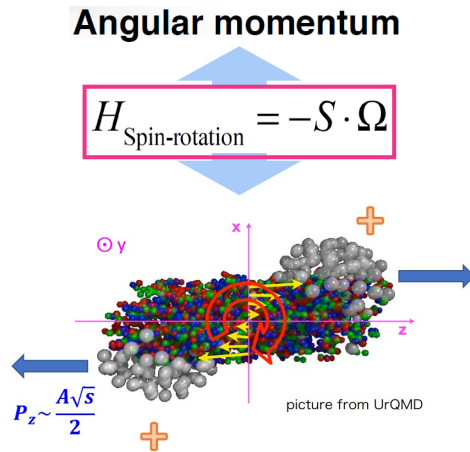 Angular momentum
H_Spin-rotation = −S · Ω
x
⊙ y
z
P_z ~ A√s / 2
picture from UrQMD